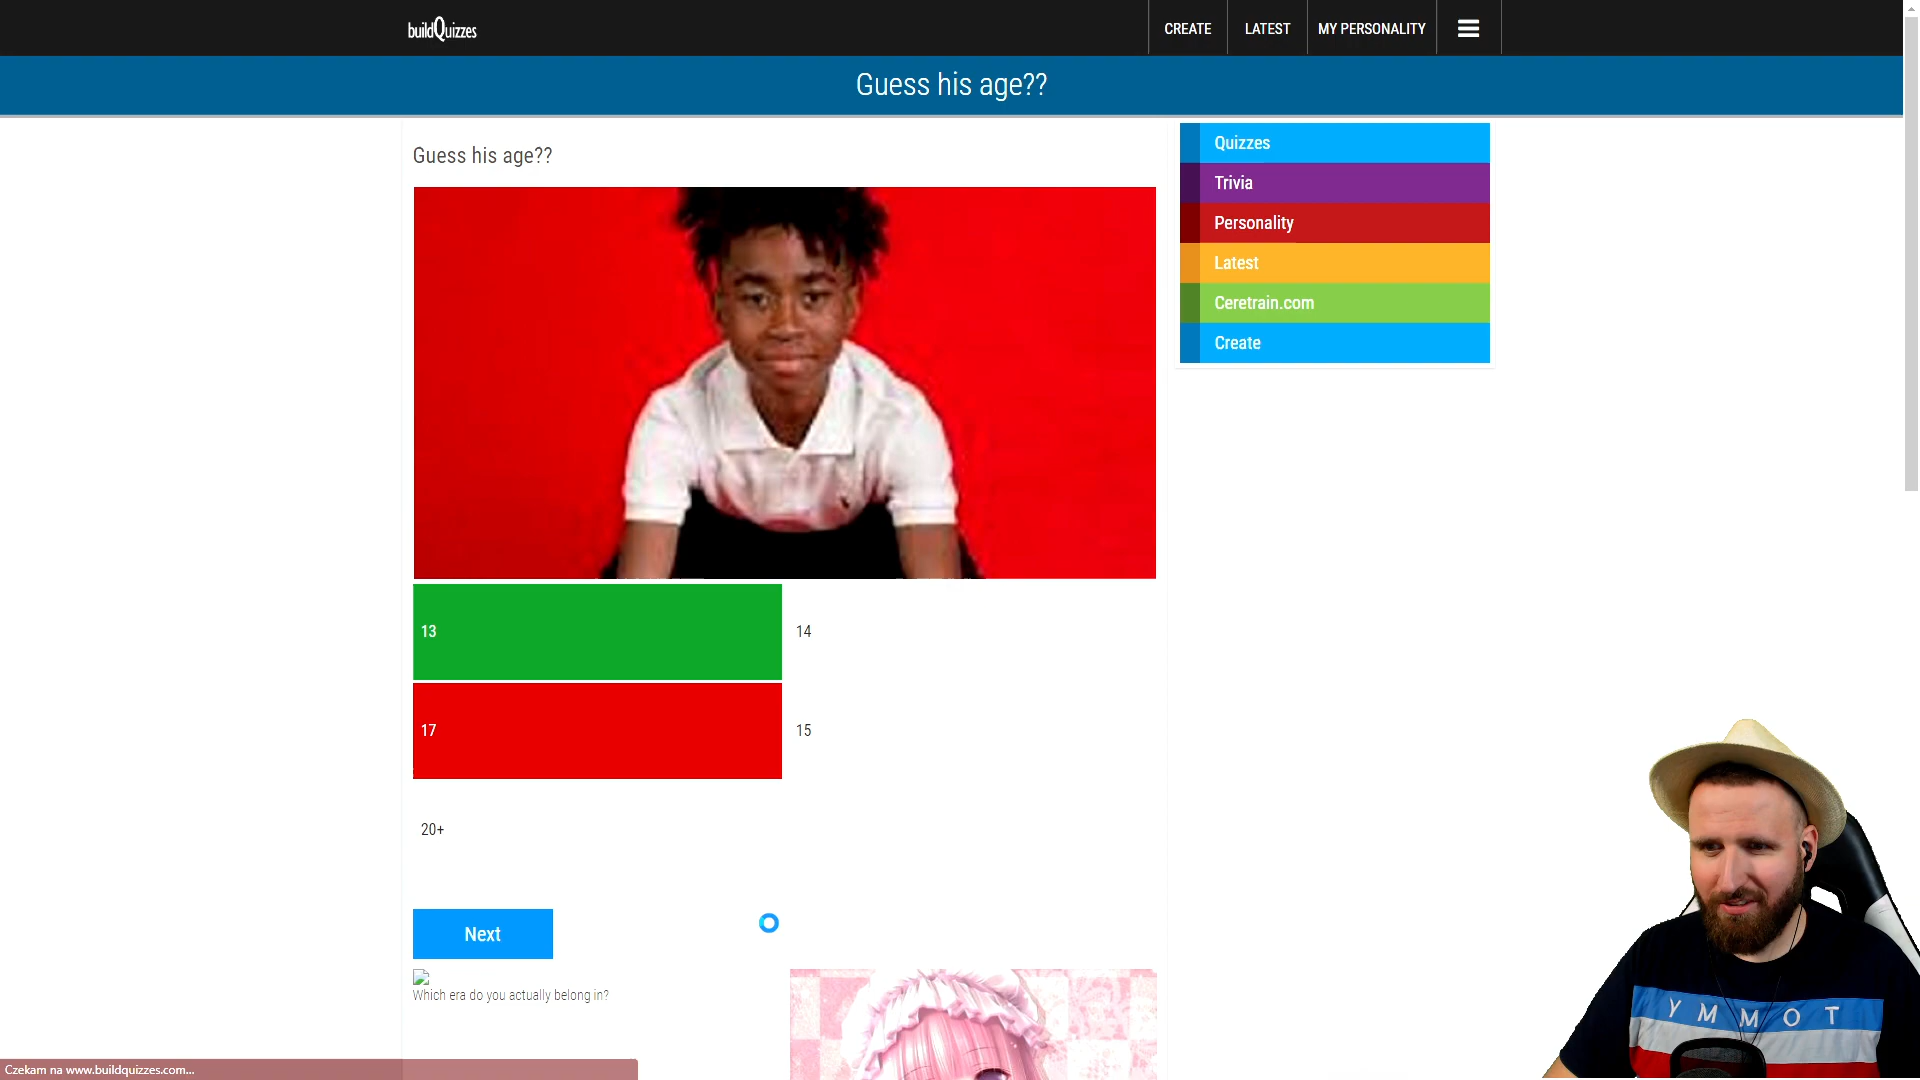 buildQuizzes
CREATE
LATEST
MY PERSONALITY
Guess his age??
Guess his age??
Quizzes
Trivia
Personality
Latest
Ceretrain.com
Create
13
14
17
15
20+
Next
Which era do you actually belong in?
Czekam na www.buildquizzes.com...
YMMOT